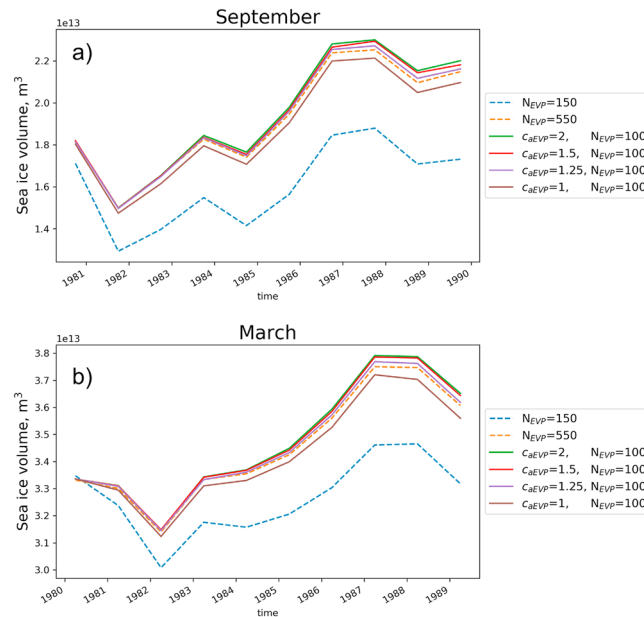 September
1e13
a)
Sea ice volume, m³
2.2
2.0
1.8
1.6
1.4
1981 1982 1983 1984 1985 1986 1987 1988 1989 1990
time
N_EVP=150
N_EVP=550
c_aEVP=2, N_EVP=100
c_aEVP=1.5, N_EVP=100
c_aEVP=1.25, N_EVP=100
c_aEVP=1, N_EVP=100
March
1e13
b)
Sea ice volume, m³
3.8
3.7
3.6
3.5
3.4
3.3
3.2
3.1
3.0
1980 1981 1982 1983 1984 1985 1986 1987 1988 1989
time
N_EVP=150
N_EVP=550
c_aEVP=2, N_EVP=100
c_aEVP=1.5, N_EVP=100
c_aEVP=1.25, N_EVP=100
c_aEVP=1, N_EVP=100